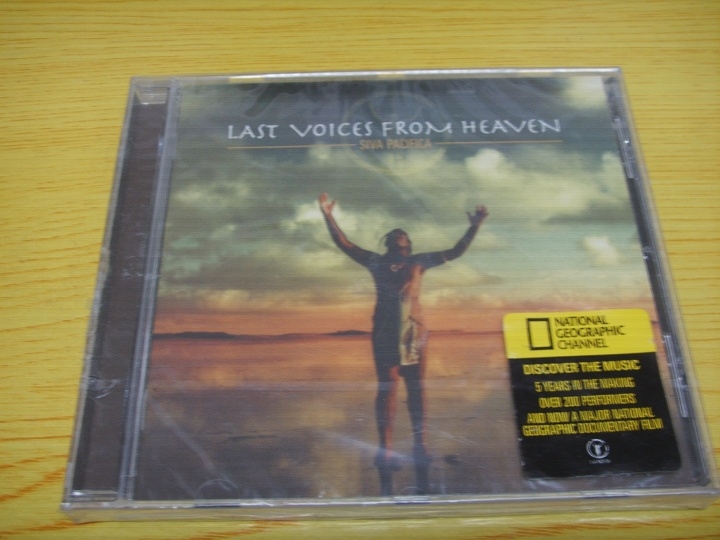 LAST VOICES FROM HEAVEN
SIVA PACIFICA
NATIONAL
GEOGRAPHIC
CHANNEL
DISCOVER THE MUSIC
5 YEARS IN THE MAKING
OVER 200 PERFORMERS
AND NOW A MAJOR NATIONAL
GEOGRAPHIC DOCUMENTARY FILM